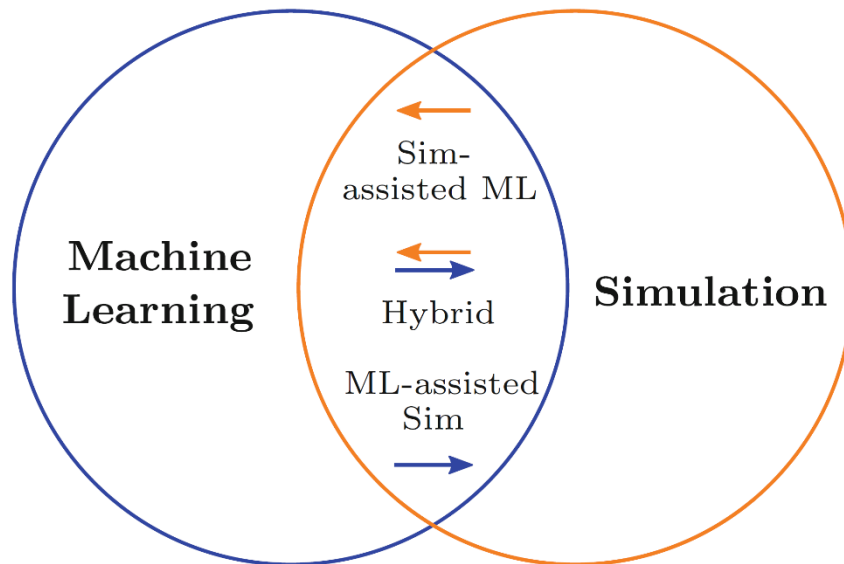 Sim-
assisted ML
Machine
Learning
Hybrid
Simulation
ML-assisted
Sim